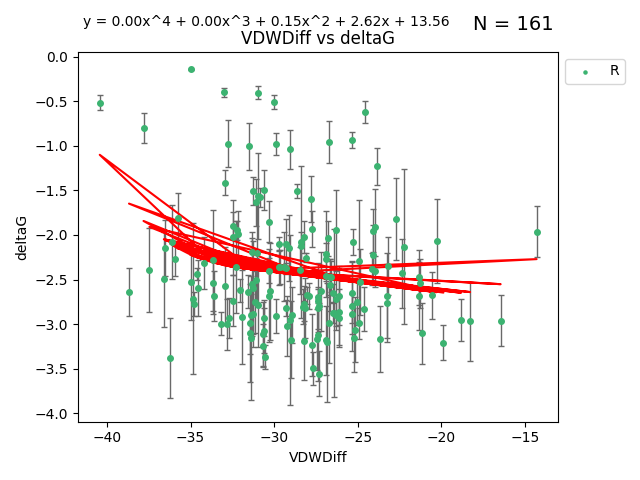 y = 0.00x^4 + 0.00x^3 + 0.15x^2 + 2.62x + 13.56
N = 161
VDWDiff vs deltaG
R
0.0
−0.5
−1.0
−1.5
−2.0
−2.5
−3.0
−3.5
−4.0
deltaG
−40 −35 −30 −25 −20 −15
VDWDiff